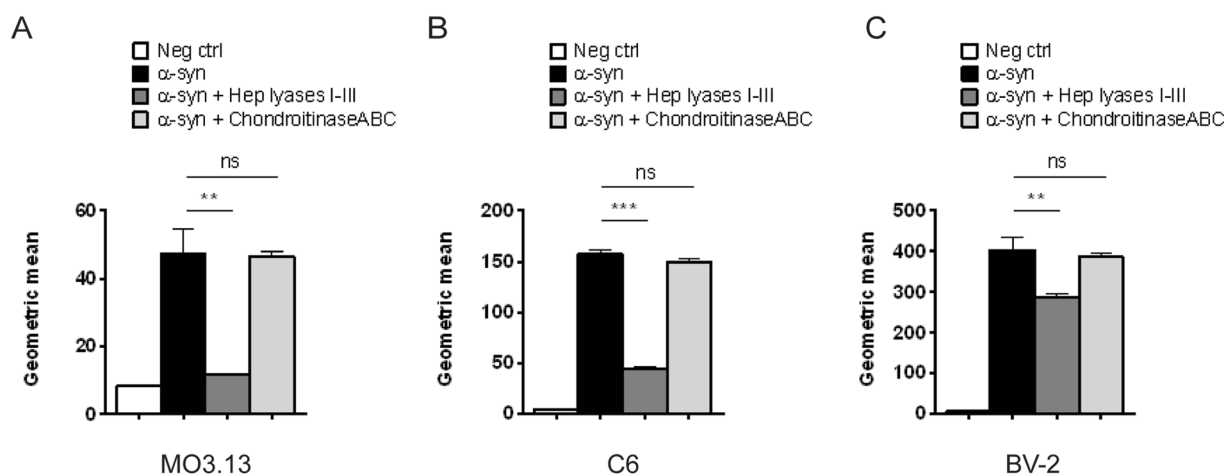 A
Neg ctrl
α-syn
α-syn + Hep lyases I-III
α-syn + ChondroitinaseABC
ns
**
60
40
20
0
Geometric mean
MO3.13
B
Neg ctrl
α-syn
α-syn + Hep lyases I-III
α-syn + ChondroitinaseABC
ns
***
200
150
100
50
0
Geometric mean
C6
C
Neg ctrl
α-syn
α-syn + Hep lyases I-III
α-syn + ChondroitinaseABC
ns
**
500
400
300
200
100
0
Geometric mean
BV-2